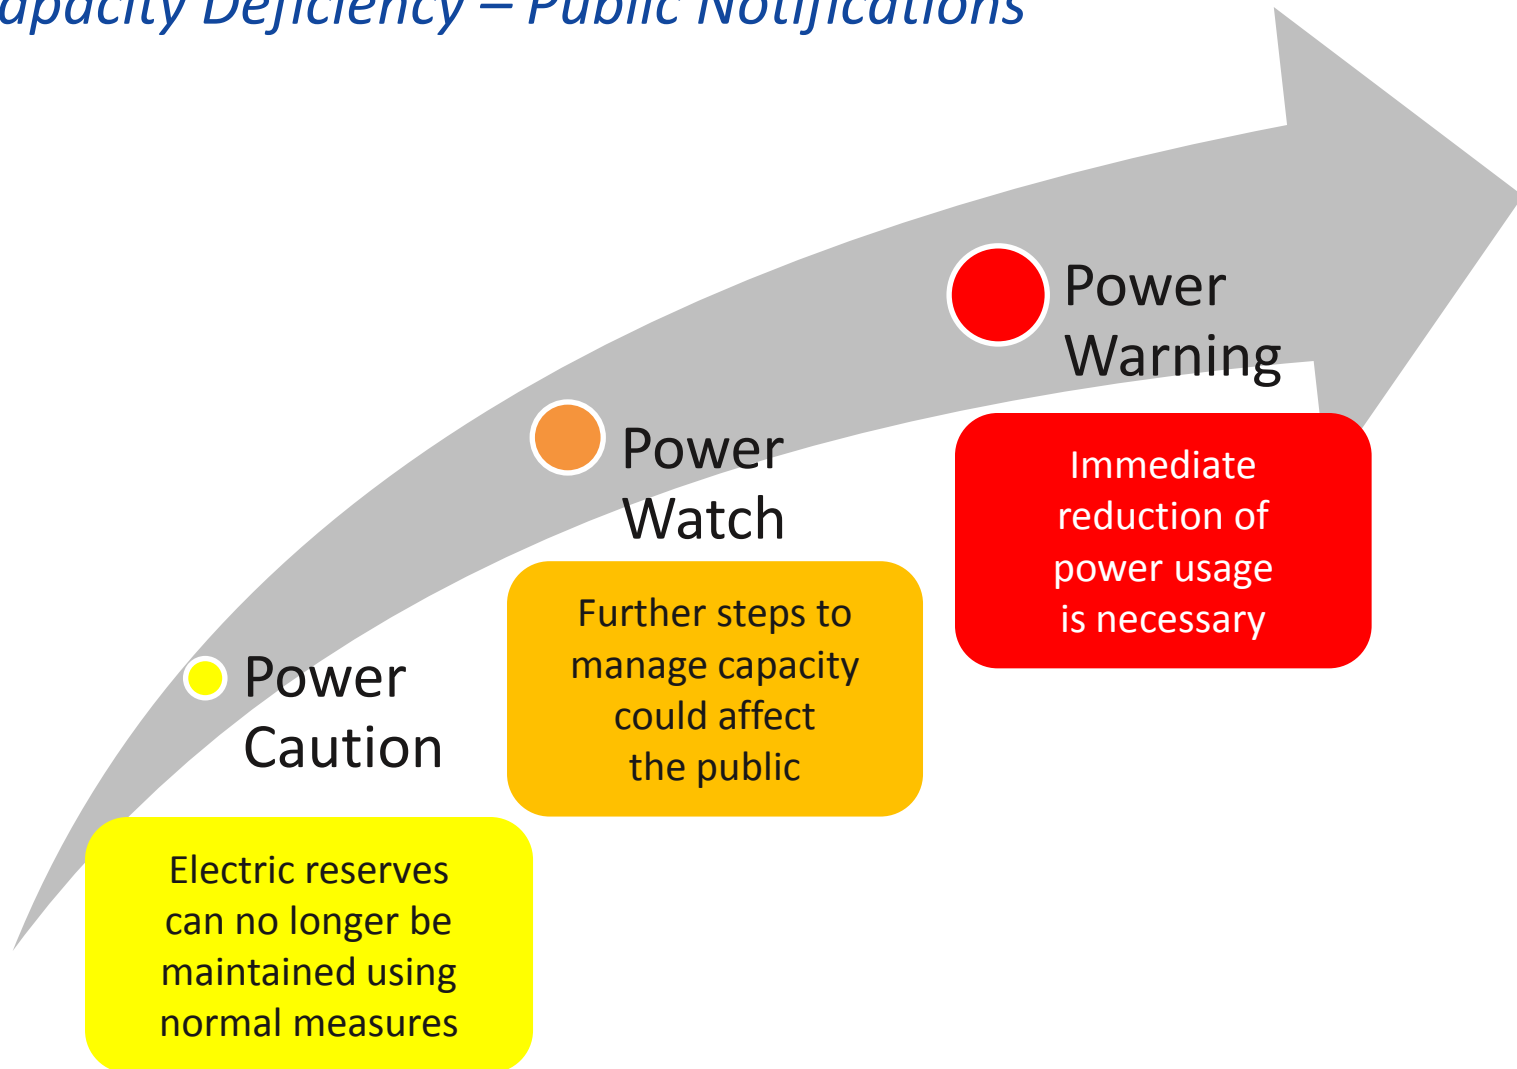 apacity Deficiency – Public Notifications
Power
Warning
Immediate
reduction of
power usage
is necessary
Power
Watch
Further steps to
manage capacity
could affect
the public
Power
Caution
Electric reserves
can no longer be
maintained using
normal measures